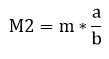 M2 = m * a/b